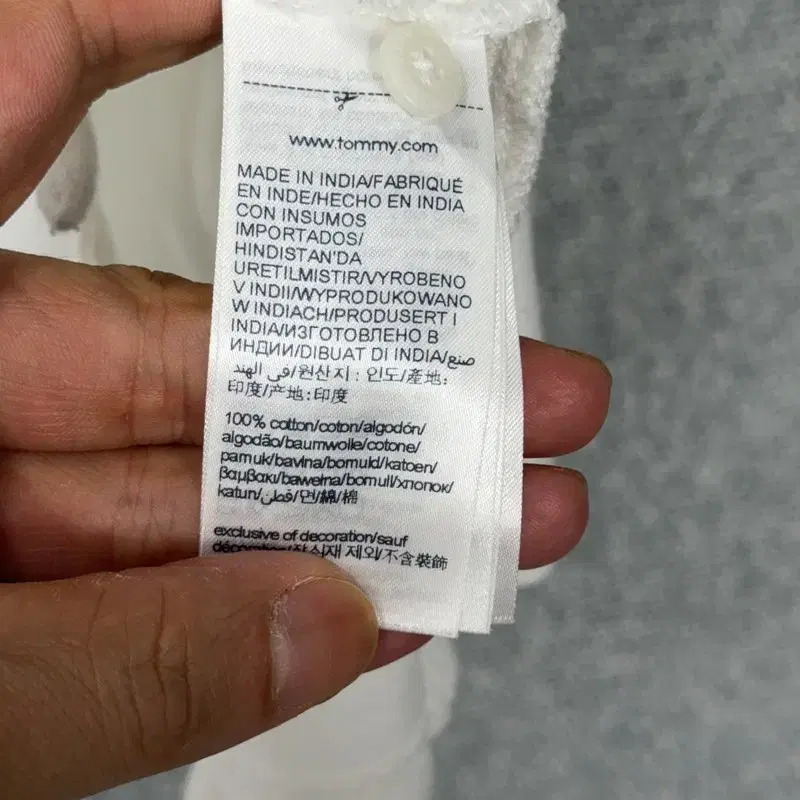 www.tommy.com
MADE IN INDIA/FABRIQUÉ
EN INDE/HECHO EN INDIA
CON INSUMOS
IMPORTADOS/
HINDISTAN'DA
URETILMISTIR/VYROBENO
V INDII/WYPRODUKOWANO
W INDIACH/PRODUSERT I
INDIA/ИЗГОТОВЛЕНО В
ИНДИИ/DIBUAT DI INDIA/صنع
في الهند/원산지 : 인도/產地:
印度/产地:印度
100% cotton/coton/algodón/
algodão/baumwolle/cotone/
pamuk/bavlna/bomuld/katoen/
βαμβακι/bawełna/bomull/хлопок/
katun/قطن/면/綿/棉
exclusive of decoration/sauf
décoration/장식재 제외/不含裝飾